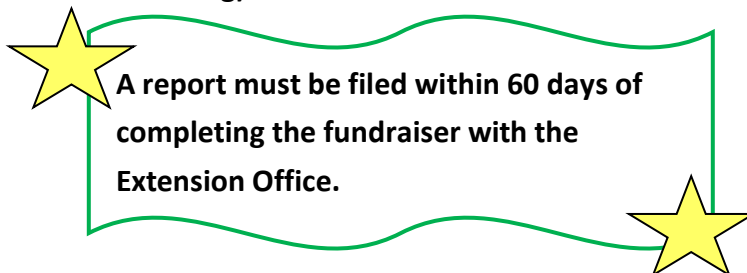 A report must be filed within 60 days of
completing the fundraiser with the
Extension Office.